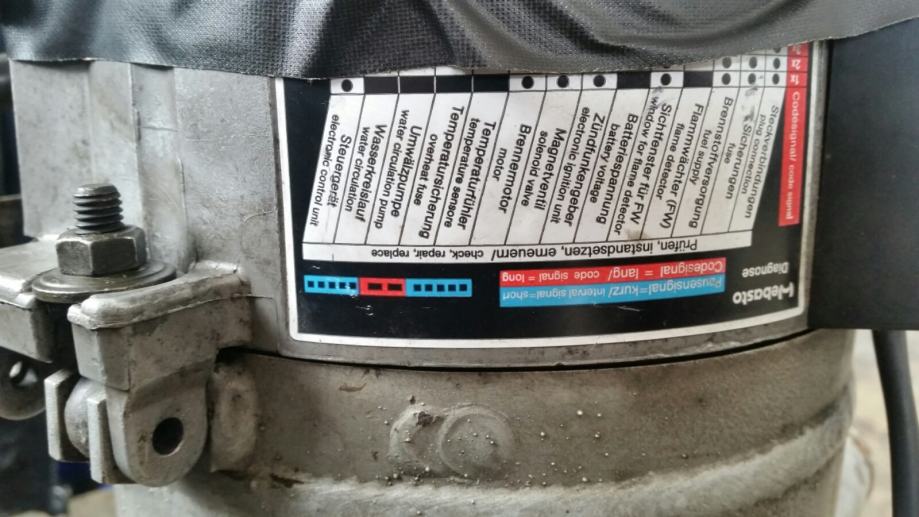 Webasto
Diagnose
Pausensignal=kurz/ interval signal=short
Codesignal = lang/ code signal =long
Prüfen, instandsetzen, erneuern/ check, repair, replace
Codesignal/ code signal
1x
2x
Steckverbindungen
plug connection
Sicherungen
fuse
Brennstoffversorgung
fuel supply
Flammwächter (FW)
flame detector
Sichtfenster für FW
window for flame detector
Batteriespannung
battery voltage
Zündfunkengeber
electronic ignition unit
Magnetventil
solenoid valve
Brennermotor
motor
Temperaturfühler
temperature sensore
Temperatursicherung
overheat fuse
Umwälzpumpe
water circulation pump
Wasserkreislauf
water circulation
Steuergerät
electronic control unit